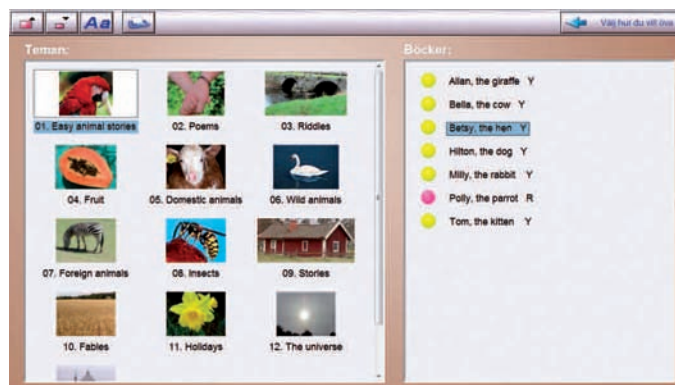 Aa
Välj hur du vill öva
Teman:
Böcker:
01. Easy animal stories
02. Poems
03. Riddles
04. Fruit
05. Domestic animals
06. Wild animals
07. Foreign animals
08. Insects
09. Stories
10. Fables
11. Holidays
12. The universe
Allan, the giraffe Y
Bella, the cow Y
Betsy, the hen Y
Hilton, the dog Y
Milly, the rabbit Y
Polly, the parrot R
Tom, the kitten Y